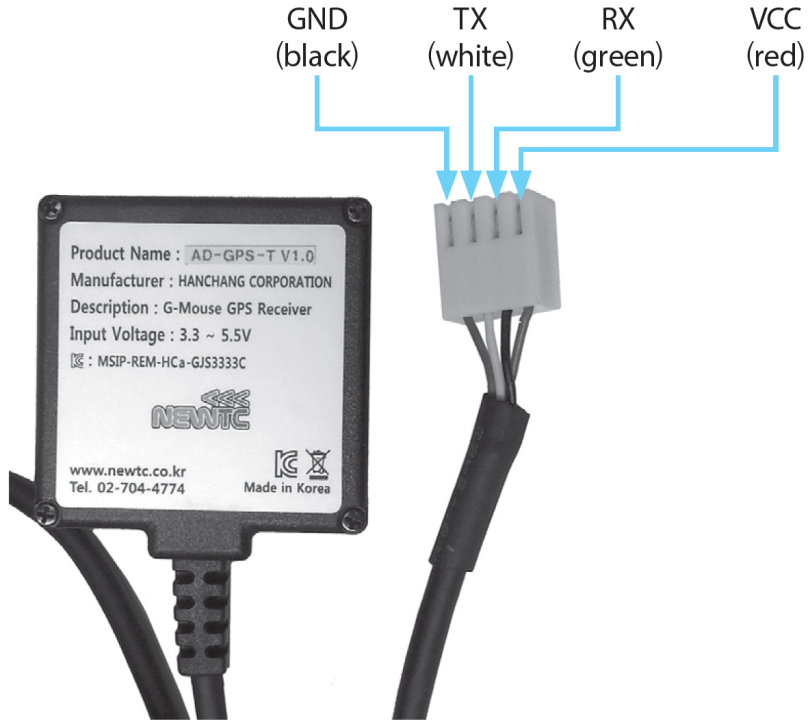 GND TX RX VCC
(black) (white) (green) (red)
Product Name : AD-GPS-T V1.0
Manufacturer : HANCHANG CORPORATION
Description : G-Mouse GPS Receiver
Input Voltage : 3.3 ~ 5.5V
: MSIP-REM-HCa-GJS3333C
NEWTC
www.newtc.co.kr
Tel. 02-704-4774
Made in Korea